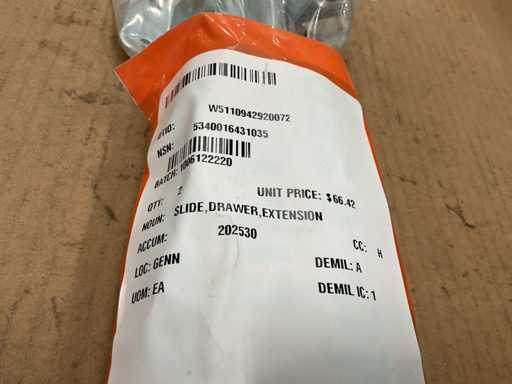 W5110942920072
DTID:
5340016431035
NSN:
BATCH: 1006122220
QTY: 2 UNIT PRICE: $ 66.42
NOUN: SLIDE,DRAWER,EXTENSION
ACCUM: 202530 CC: H
LOC: GENN DEMIL: A
UOM: EA DEMIL IC: 1